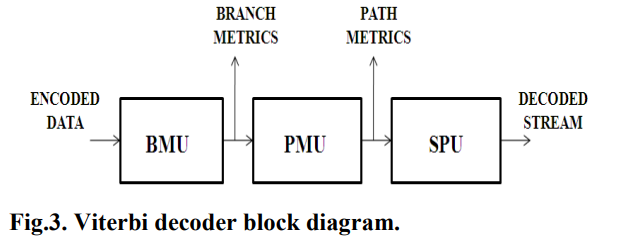 BRANCH
METRICS
PATH
METRICS
ENCODED
DATA
BMU
PMU
SPU
DECODED
STREAM
Fig.3. Viterbi decoder block diagram.